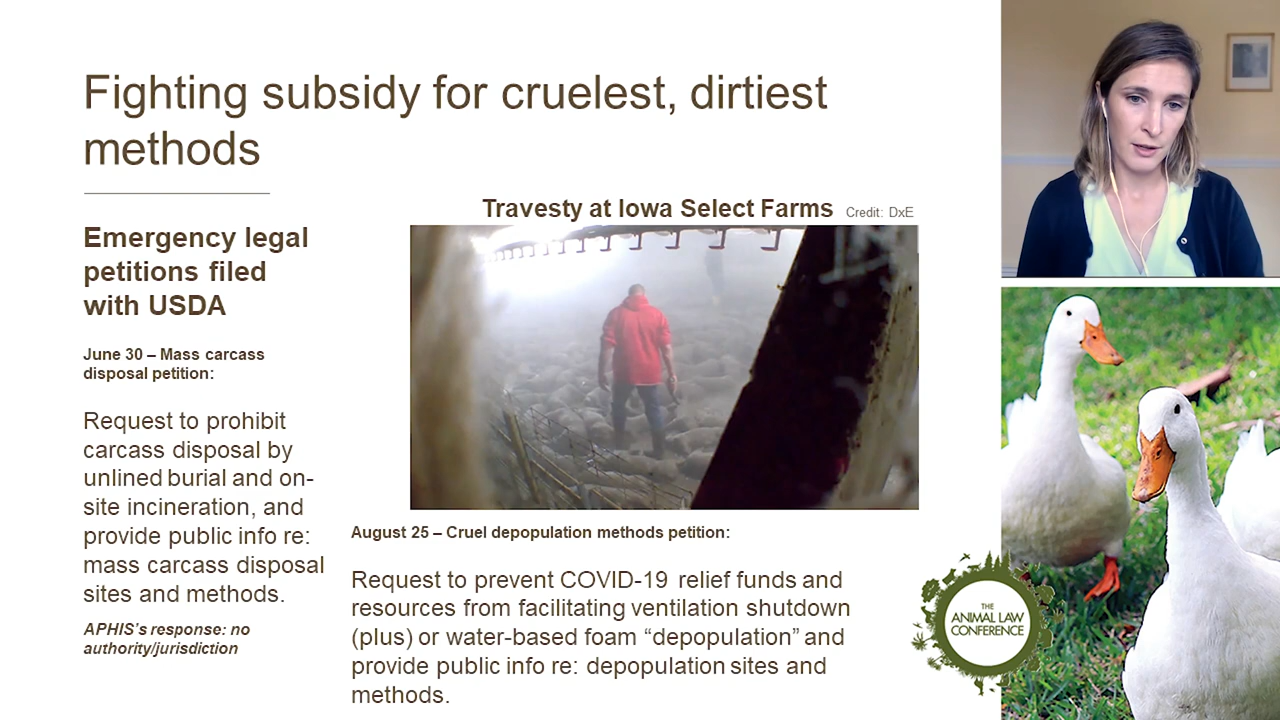 Fighting subsidy for cruelest, dirtiest
methods
Emergency legal
petitions filed
with USDA
June 30 – Mass carcass
disposal petition:
Request to prohibit
carcass disposal by
unlined burial and on-
site incineration, and
provide public info re:
mass carcass disposal
sites and methods.
APHIS's response: no
authority/jurisdiction
Travesty at Iowa Select Farms Credit: DxE
August 25 – Cruel depopulation methods petition:
Request to prevent COVID-19 relief funds and
resources from facilitating ventilation shutdown
(plus) or water-based foam “depopulation” and
provide public info re: depopulation sites and
methods.
THE
ANIMAL LAW
CONFERENCE